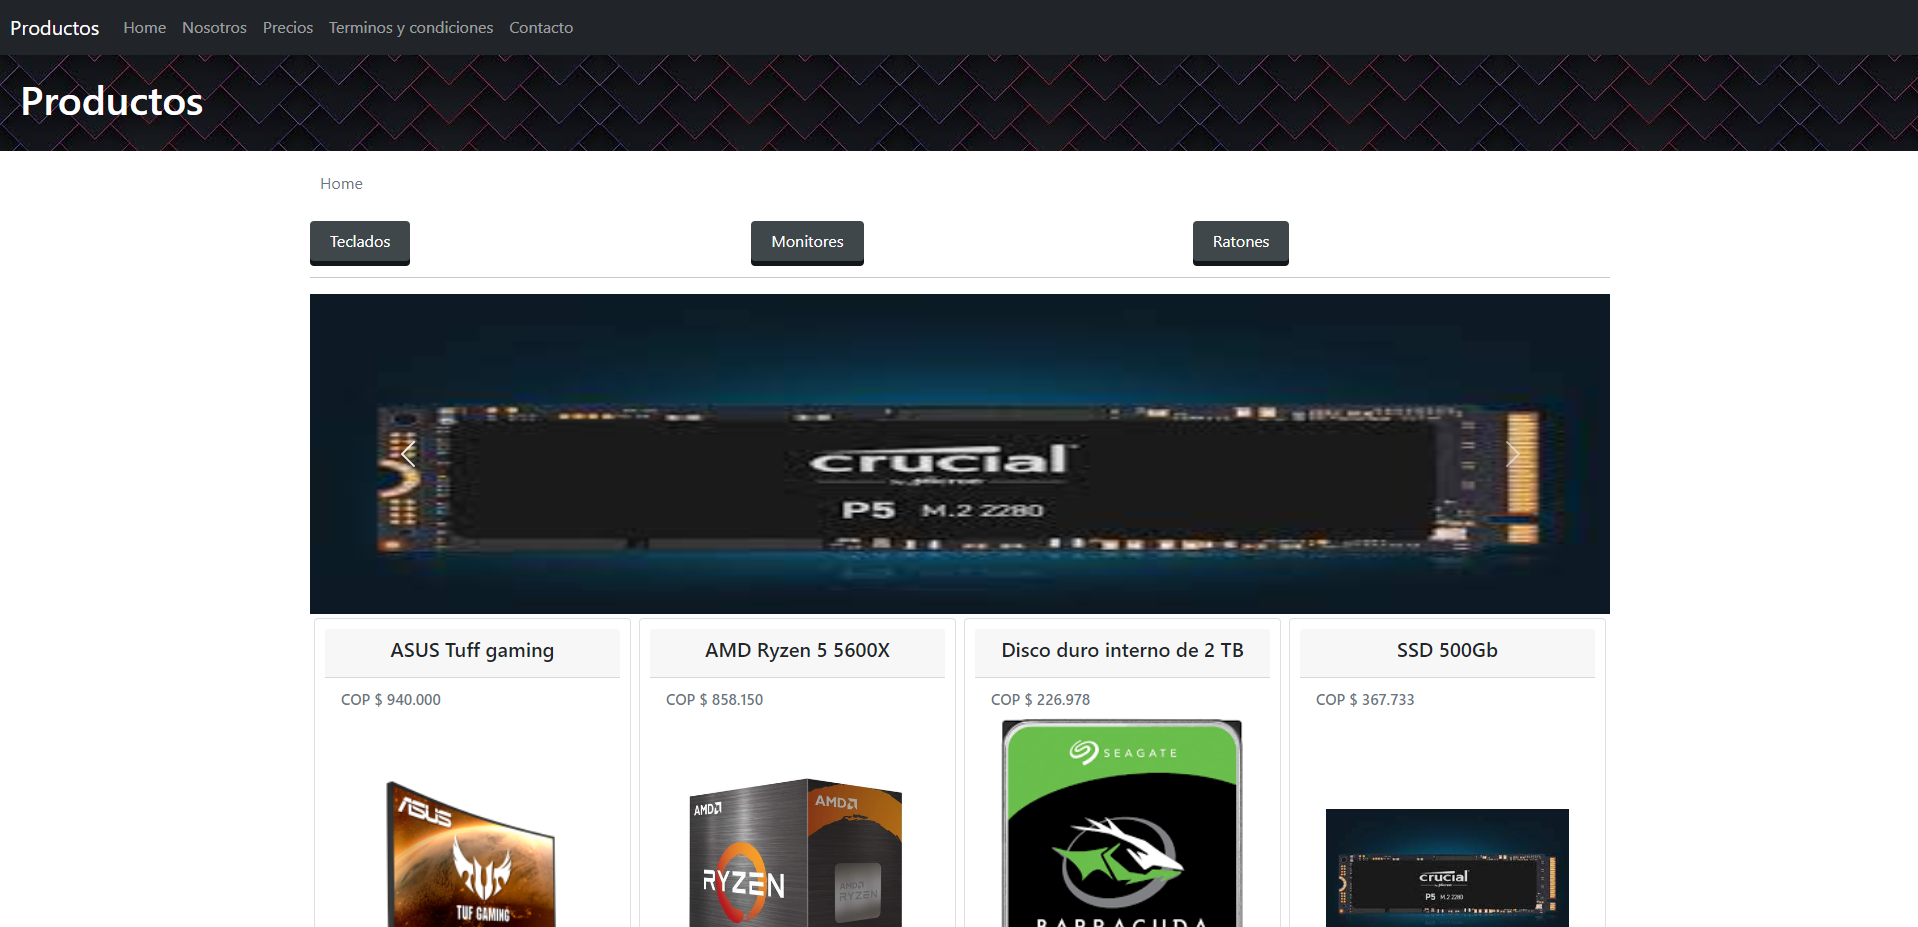 Productos Home Nosotros Precios Terminos y condiciones Contacto
Productos
Home
Teclados Monitores Ratones
crucial
by Micron
P5 M.2 2280
ASUS Tuff gaming
COP $ 940.000
ASUS
TUF GAMING
AMD Ryzen 5 5600X
COP $ 858.150
AMD
AMD
RYZEN
AMD
RYZEN
Disco duro interno de 2 TB
COP $ 226.978
SEAGATE
BARRACUDA
SSD 500Gb
COP $ 367.733
crucial
P5 M.2 2280